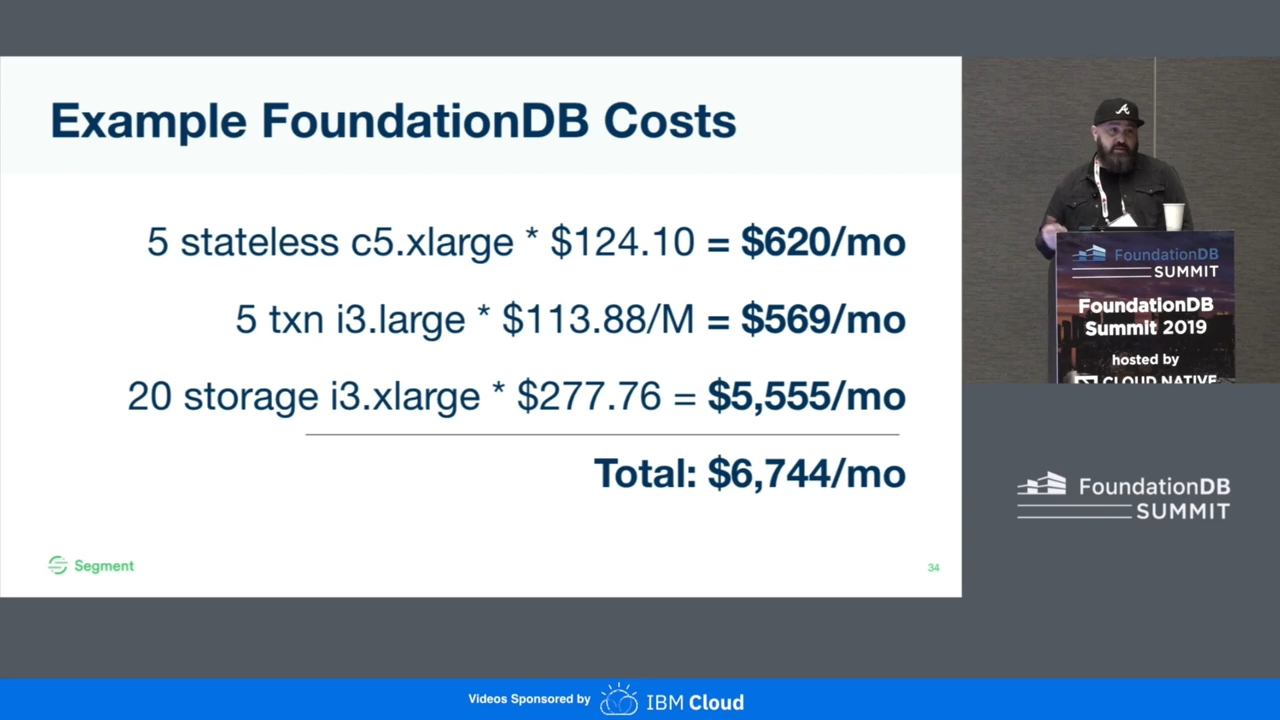 Example FoundationDB Costs
5 stateless c5.xlarge * $124.10 = $620/mo
5 txn i3.large * $113.88/M = $569/mo
20 storage i3.xlarge * $277.76 = $5,555/mo
Total: $6,744/mo
Segment
34
A
FoundationDB
SUMMIT
FoundationDB
Summit 2019
hosted by
CLOUD NATIVE
FoundationDB
SUMMIT
Videos Sponsored by
IBM Cloud